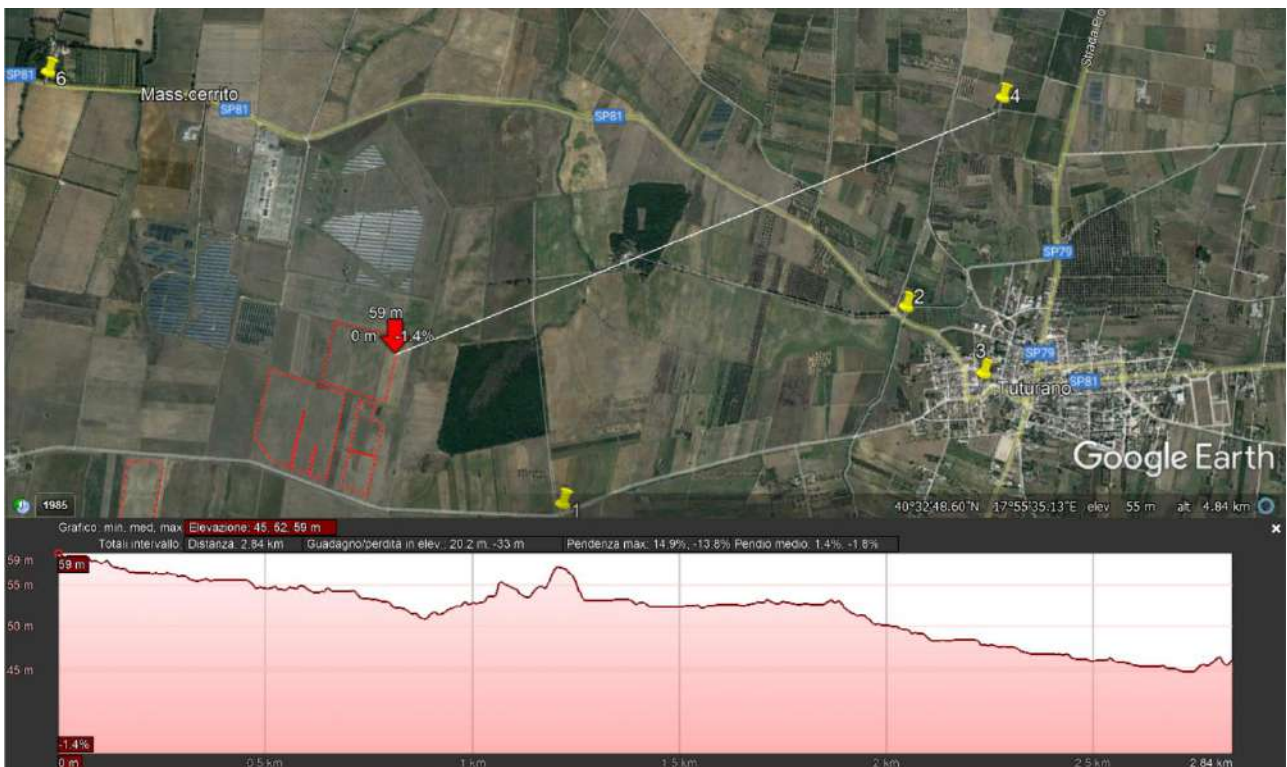 SP81
6
Mass.cerrito
SP81
SP81
4
Strada Pro
SP79
2
59 m
0 m -1.4%
3
SP79
Tuturano
SP81
Google Earth
1
1985
40°32'48.60"N 17°55'35.13"E elev 55 m alt 4.84 km
Grafico: min, med, max Elevazione: 45, 52, 59 m
Totali intervallo: Distanza: 2.84 km Guadagno/perdita in elev.: 20.2 m, -33 m Pendenza max: 14.9%, -13.8% Pendio medio: 1.4%, -1.8%
59 m
59 m
55 m
50 m
45 m
-1.4%
0 m 0.5 km 1 km 1.5 km 2 km 2.5 km 2.84 km